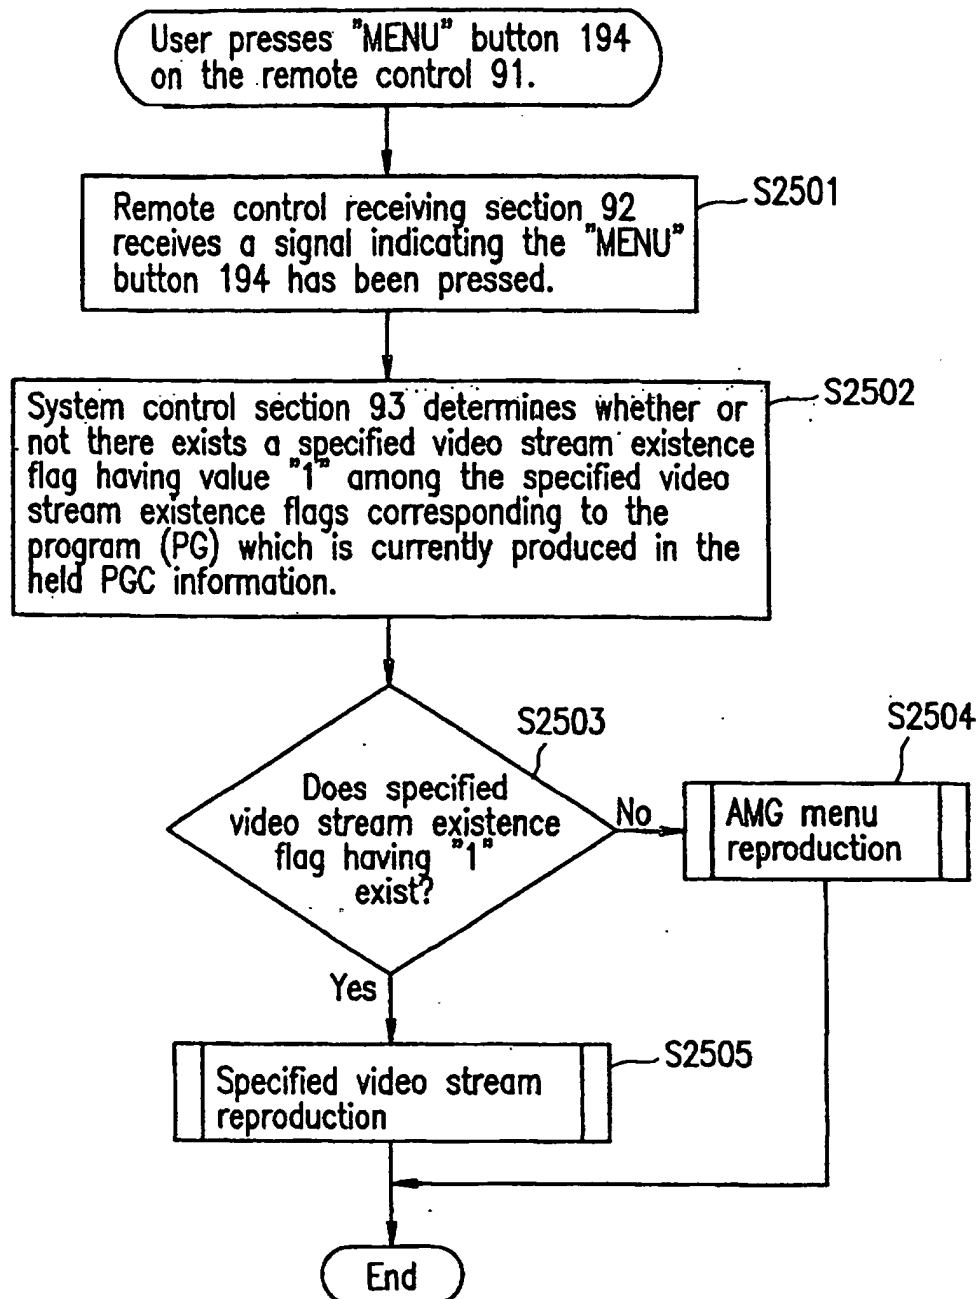 User presses "MENU" button 194
on the remote control 91.
S2501
Remote control receiving section 92
receives a signal indicating the "MENU"
button 194 has been pressed.
S2502
System control section 93 determines whether or
not there exists a specified video stream existence
flag having value "1" among the specified video
stream existence flags corresponding to the
program (PG) which is currently produced in the
held PGC information.
S2503
Does specified
video stream existence
flag having "1"
exist?
No
S2504
AMG menu
reproduction
Yes
S2505
Specified video stream
reproduction
End